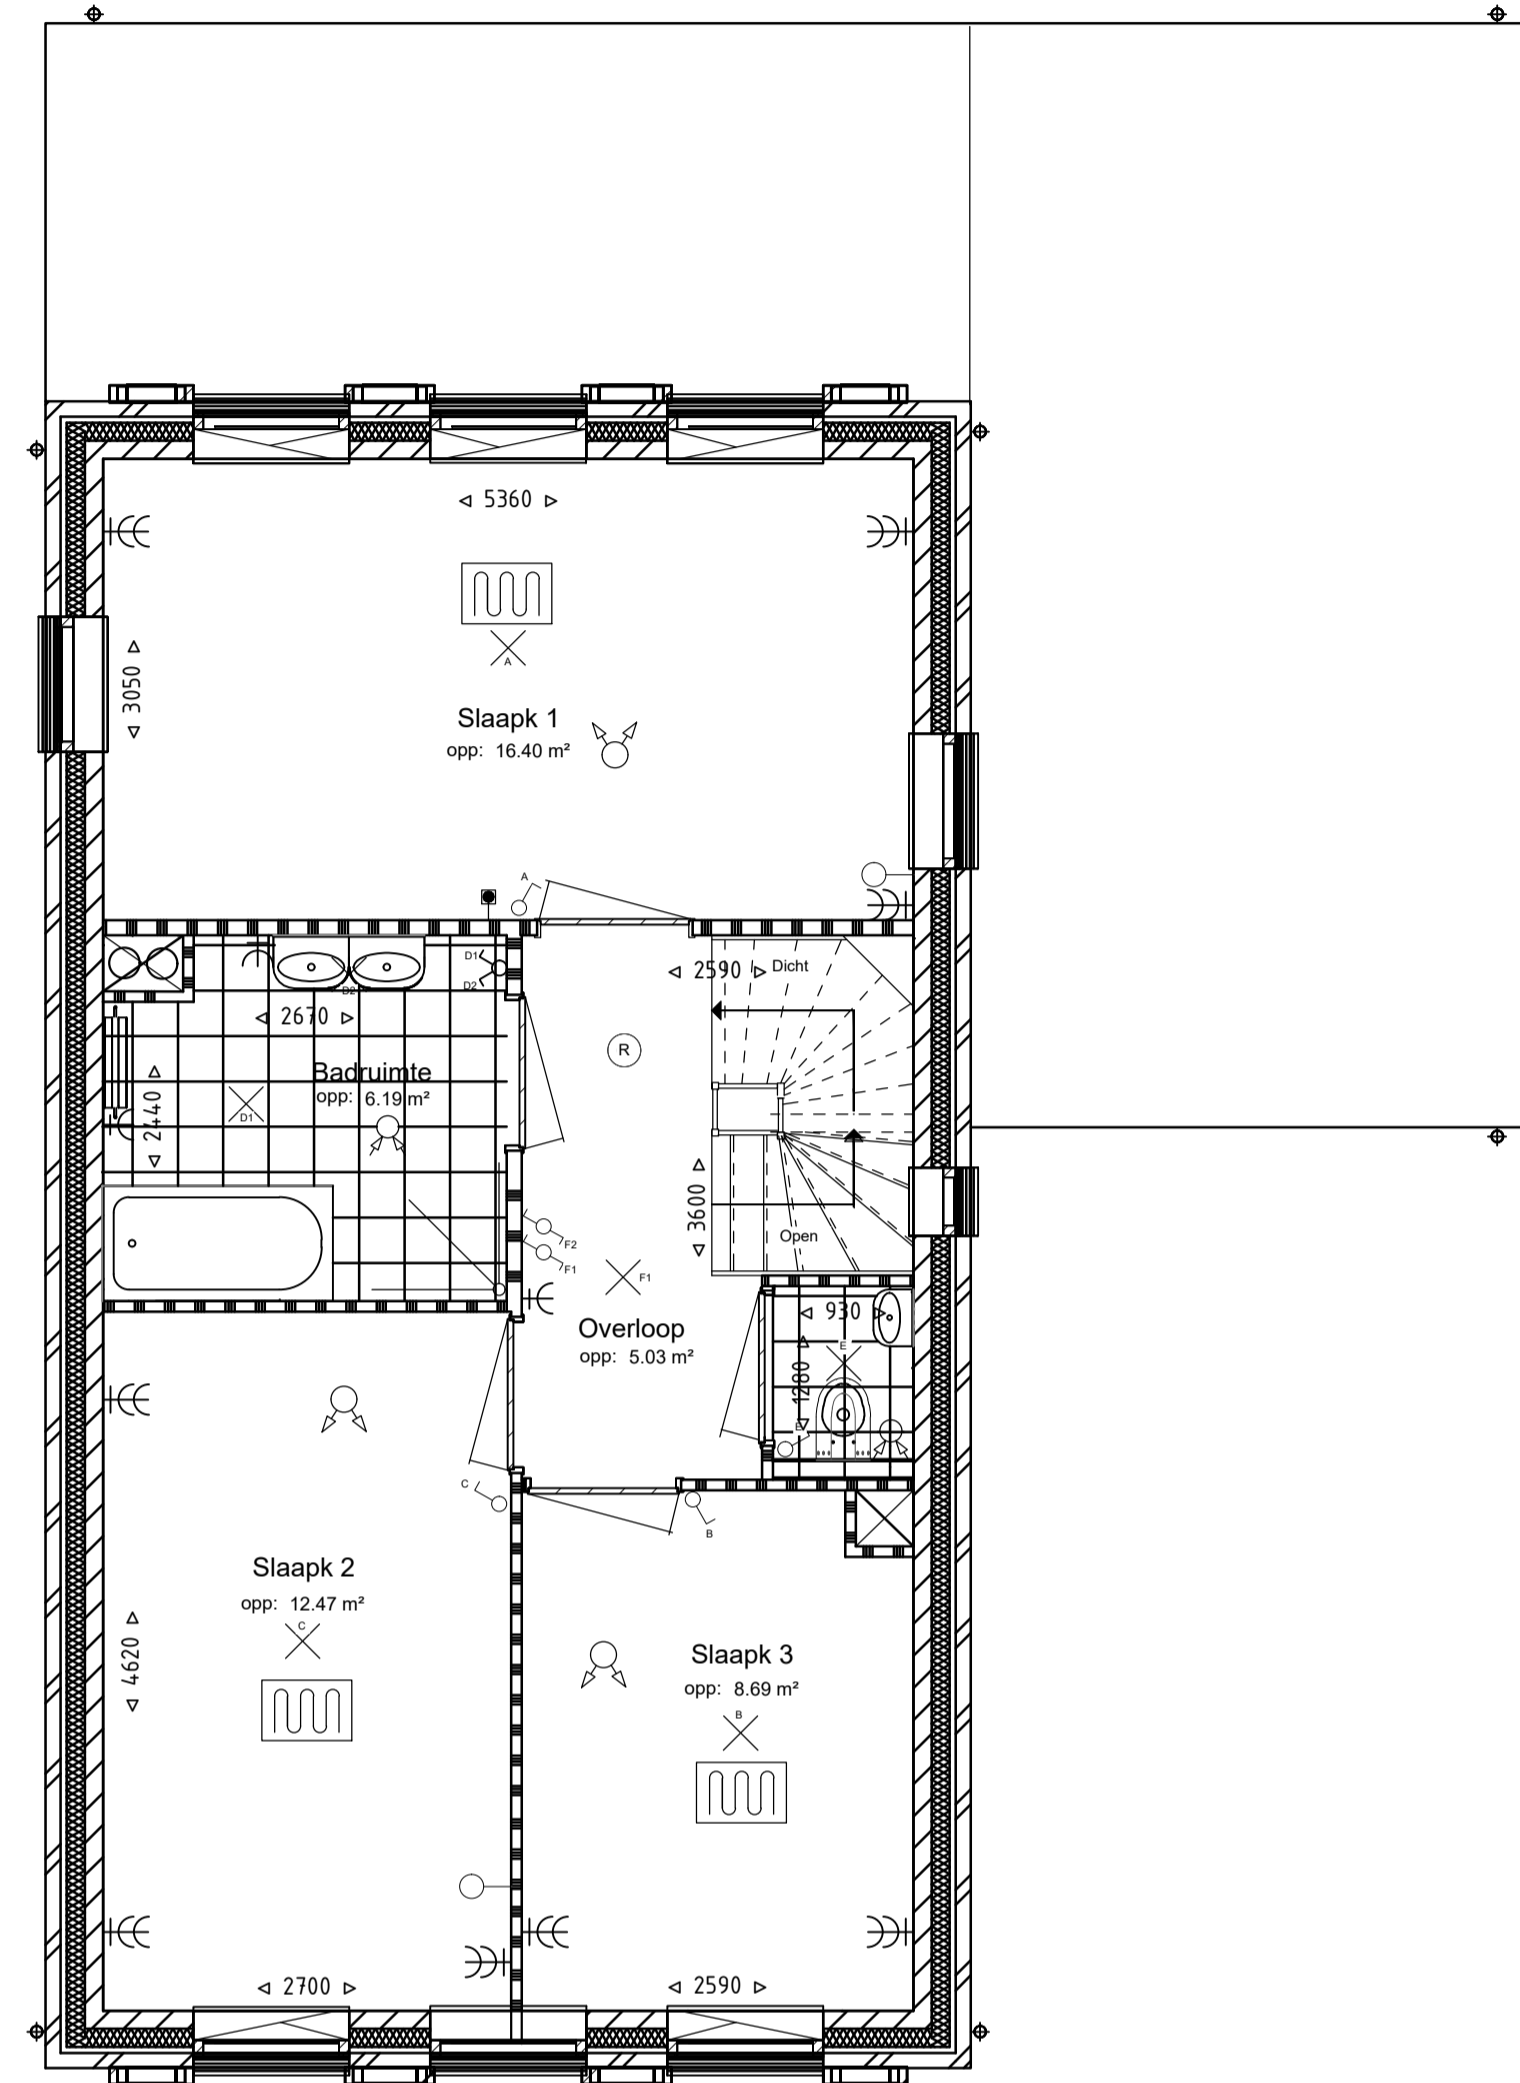 5360
A
3050
Slaapk 1
opp: 16.40 m²
A
D1
D2
D2
2590
Dicht
2670
R
Badruimte
opp: 6.19 m²
D1
2440
3600
Open
F2
F1
F1
930
Overloop
opp: 5.03 m²
E
1280
E
C
B
Slaapk 2
opp: 12.47 m²
C
4620
Slaapk 3
opp: 8.69 m²
B
2700
2590